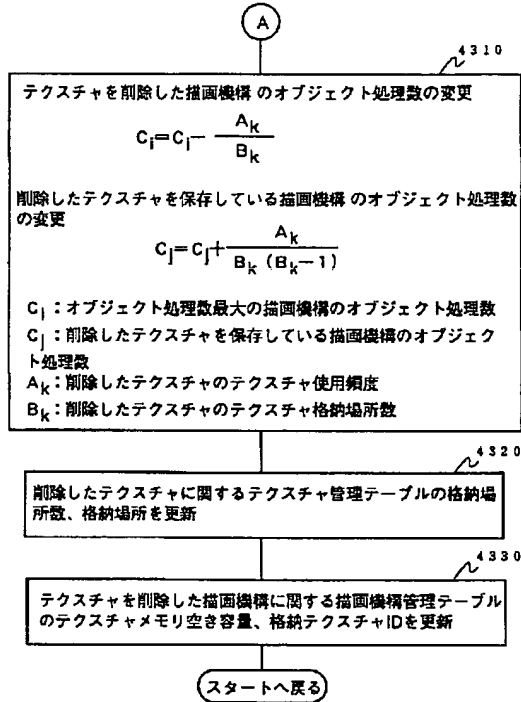 A
4310
テクスチャを削除した描画機構 のオブジェクト処理数の変更
Ci=Ci− Ak/Bk
削除したテクスチャを保存している描画機構 のオブジェクト処理数
の変更
Cj=Cj+ Ak/Bk (Bk−1)
Ci：オブジェクト処理数最大の描画機構のオブジェクト処理数
Cj：削除したテクスチャを保存している描画機構のオブジェク
ト処理数
Ak：削除したテクスチャのテクスチャ使用頻度
Bk：削除したテクスチャのテクスチャ格納場所数
4320
削除したテクスチャに関するテクスチャ管理テーブルの格納場
所数、格納場所を更新
4330
テクスチャを削除した描画機構に関する描画機構管理テーブル
のテクスチャメモリ空き容量、格納テクスチャIDを更新
スタートへ戻る